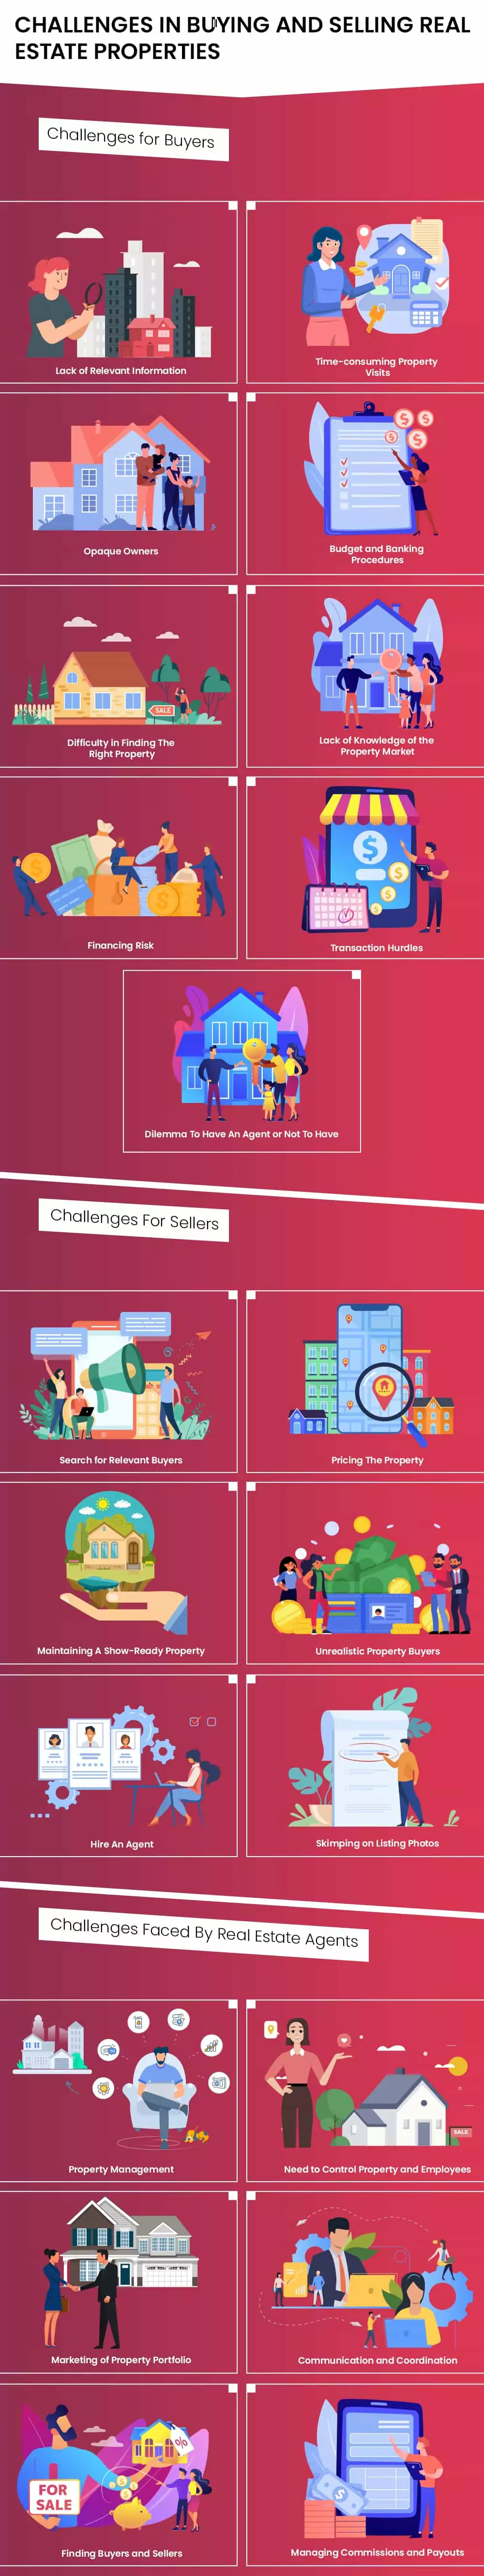 CHALLENGES IN BUYING AND SELLING REAL
ESTATE PROPERTIES
Challenges for Buyers
Lack of Relevant Information
Time-consuming Property
Visits
Opaque Owners
Budget and Banking
Procedures
SALE
Difficulty in Finding The
Right Property
Lack of Knowledge of the
Property Market
Financing Risk
Transaction Hurdles
Dilemma To Have An Agent or Not To Have
Challenges For Sellers
Search for Relevant Buyers
Pricing The Property
Maintaining A Show-Ready Property
Unrealistic Property Buyers
Hire An Agent
Skimping on Listing Photos
Challenges Faced By Real Estate Agents
Property Management
SALE
Need to Control Property and Employees
Marketing of Property Portfolio
Communication and Coordination
FOR
SALE
%
Finding Buyers and Sellers
Managing Commissions and Payouts